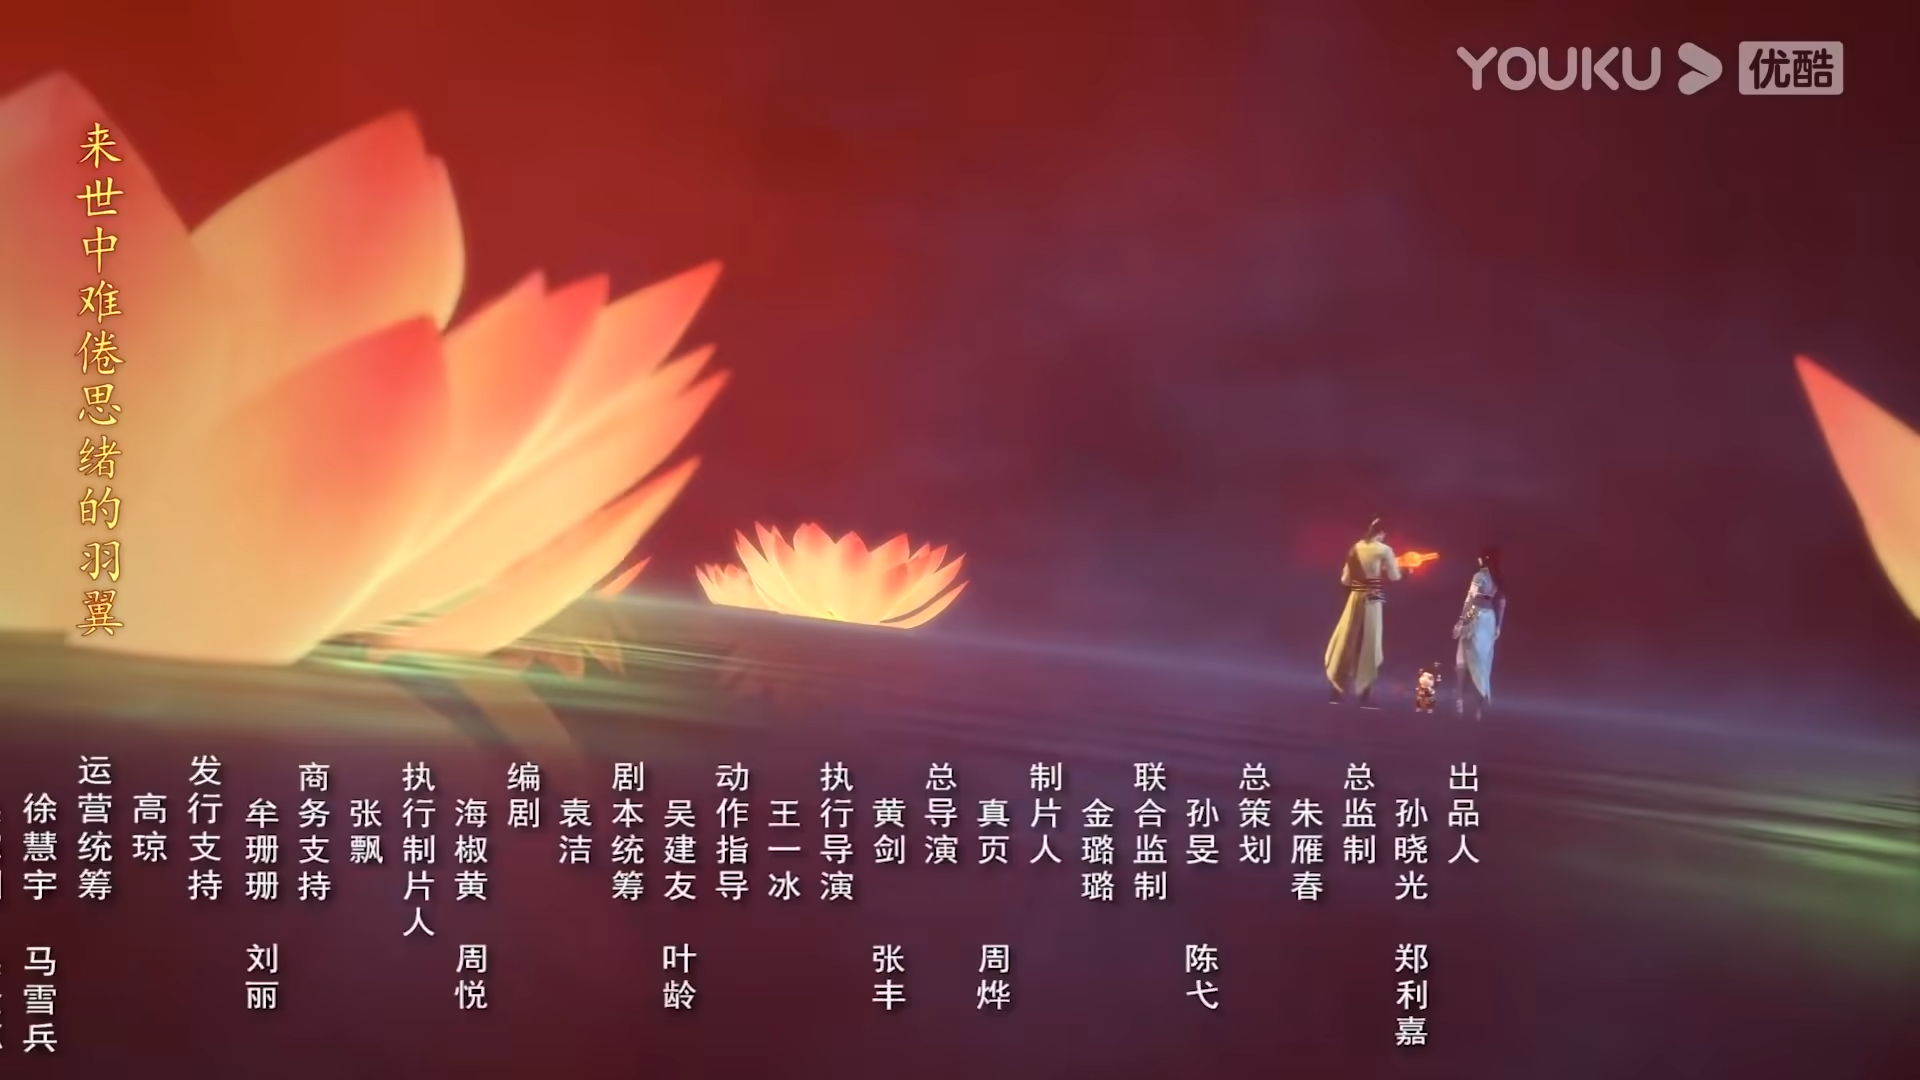 YOUKU 优酷
来世中难倦思绪的羽翼
出品人
孙晓光 郑利嘉
总监制
朱雁春
总策划
孙旻 陈弋
联合监制
金璐璐
制片人
真页 周烨
总导演
黄剑 张丰
执行导演
王一冰
动作指导
吴建友 叶龄
剧本统筹
袁洁
编剧
海椒黄 周悦
执行制片人
张飘
商务支持
牟珊珊 刘丽
发行支持
高琼
运营统筹
徐慧宇 马雪兵